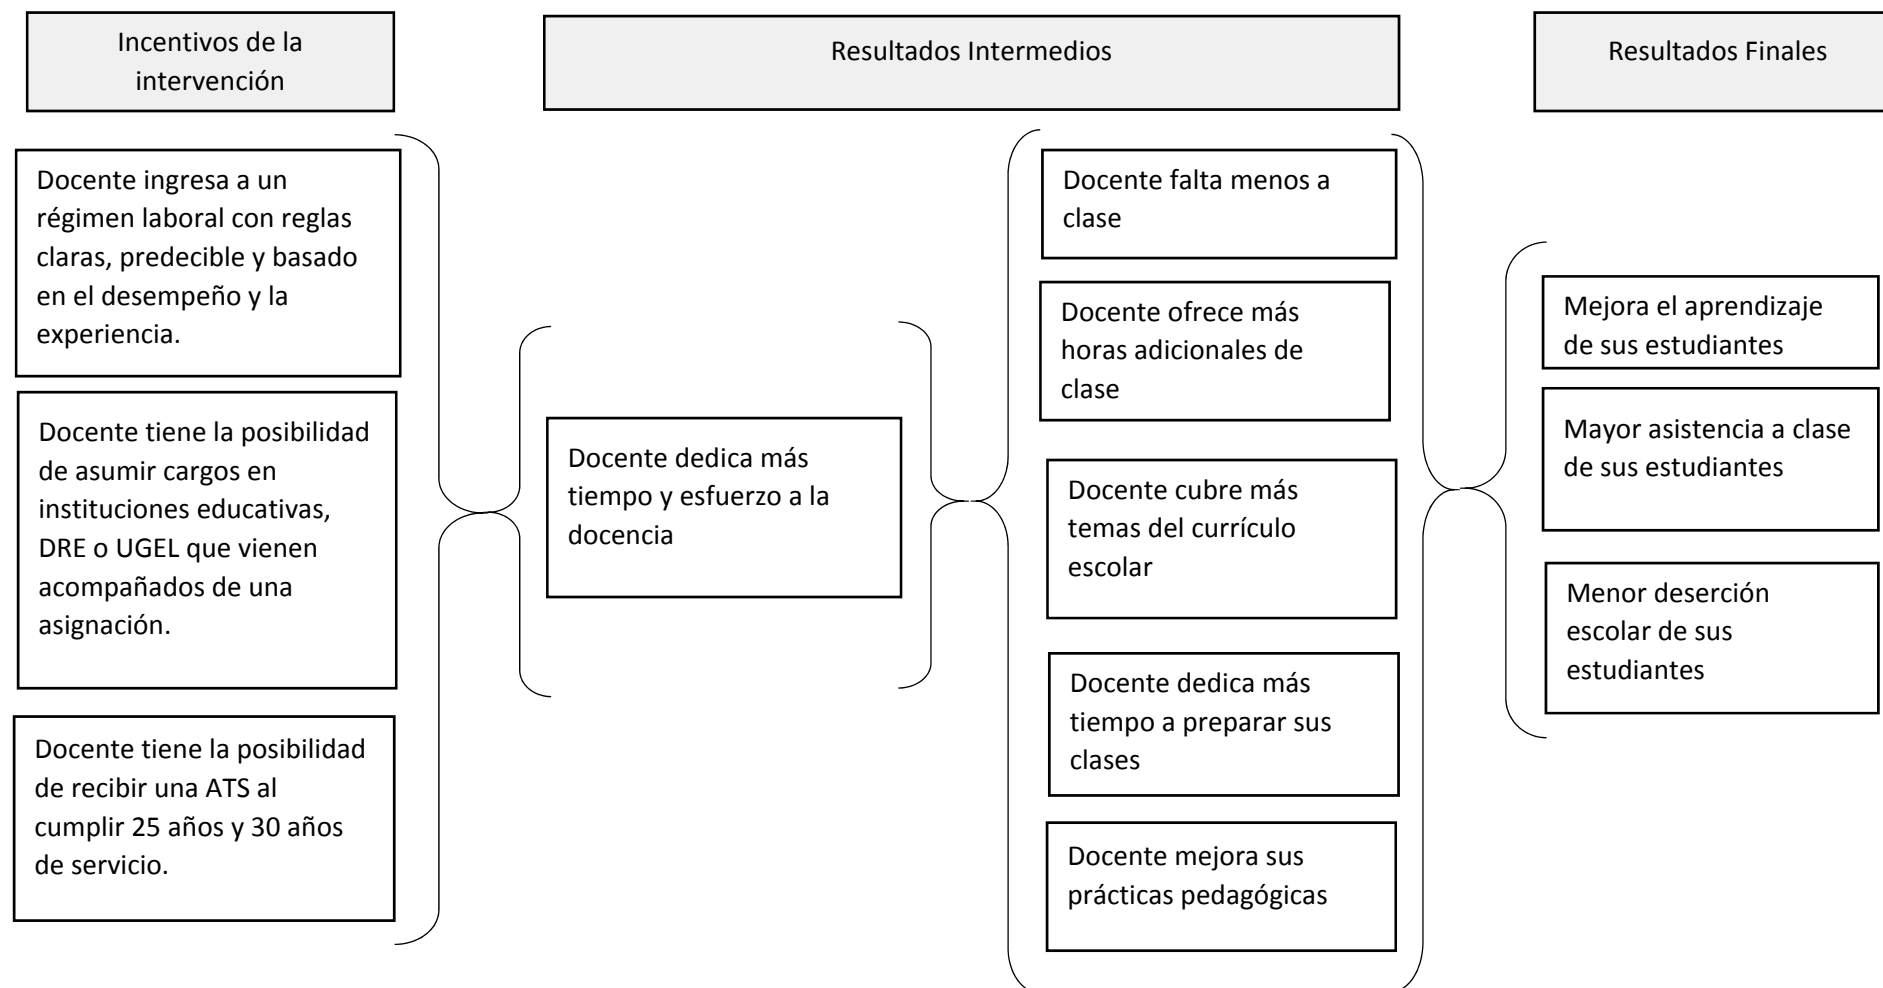 Incentivos de la
intervención
Resultados Intermedios
Resultados Finales
Docente ingresa a un
régimen laboral con reglas
claras, predecible y basado
en el desempeño y la
experiencia.
Docente tiene la posibilidad
de asumir cargos en
instituciones educativas,
DRE o UGEL que vienen
acompañados de una
asignación.
Docente tiene la posibilidad
de recibir una ATS al
cumplir 25 años y 30 años
de servicio.
Docente dedica más
tiempo y esfuerzo a la
docencia
Docente falta menos a
clase
Docente ofrece más
horas adicionales de
clase
Docente cubre más
temas del currículo
escolar
Docente dedica más
tiempo a preparar sus
clases
Docente mejora sus
prácticas pedagógicas
Mejora el aprendizaje
de sus estudiantes
Mayor asistencia a clase
de sus estudiantes
Menor deserción
escolar de sus
estudiantes